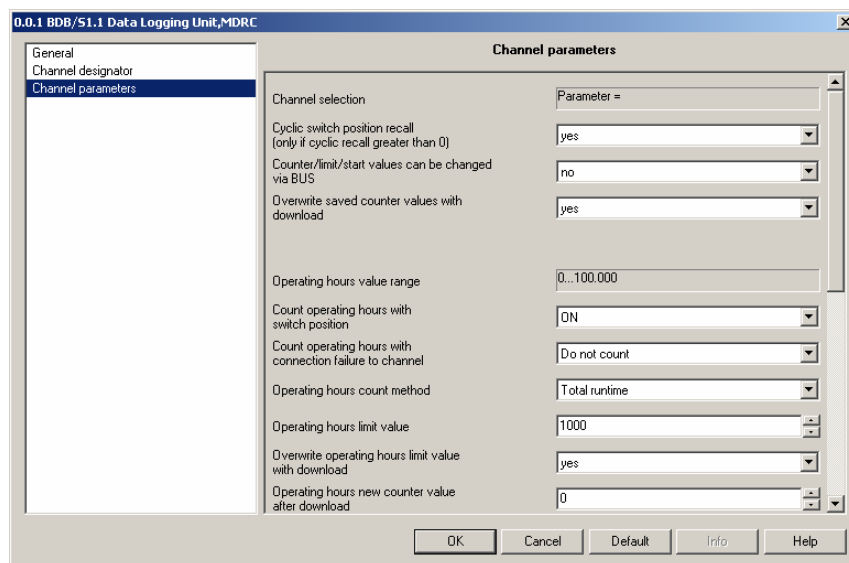 0.0.1 BDB/S1.1 Data Logging Unit,MDRC
General
Channel designator
Channel parameters
Channel parameters
Channel selection
Parameter =
Cyclic switch position recall
(only if cyclic recall greater than 0)
yes
Counter/limit/start values can be changed
via BUS
no
Overwrite saved counter values with
download
yes
Operating hours value range
0...100.000
Count operating hours with
switch position
ON
Count operating hours with
connection failure to channel
Do not count
Operating hours count method
Total runtime
Operating hours limit value
1000
Overwrite operating hours limit value
with download
yes
Operating hours new counter value
after download
0
OK
Cancel
Default
Info
Help